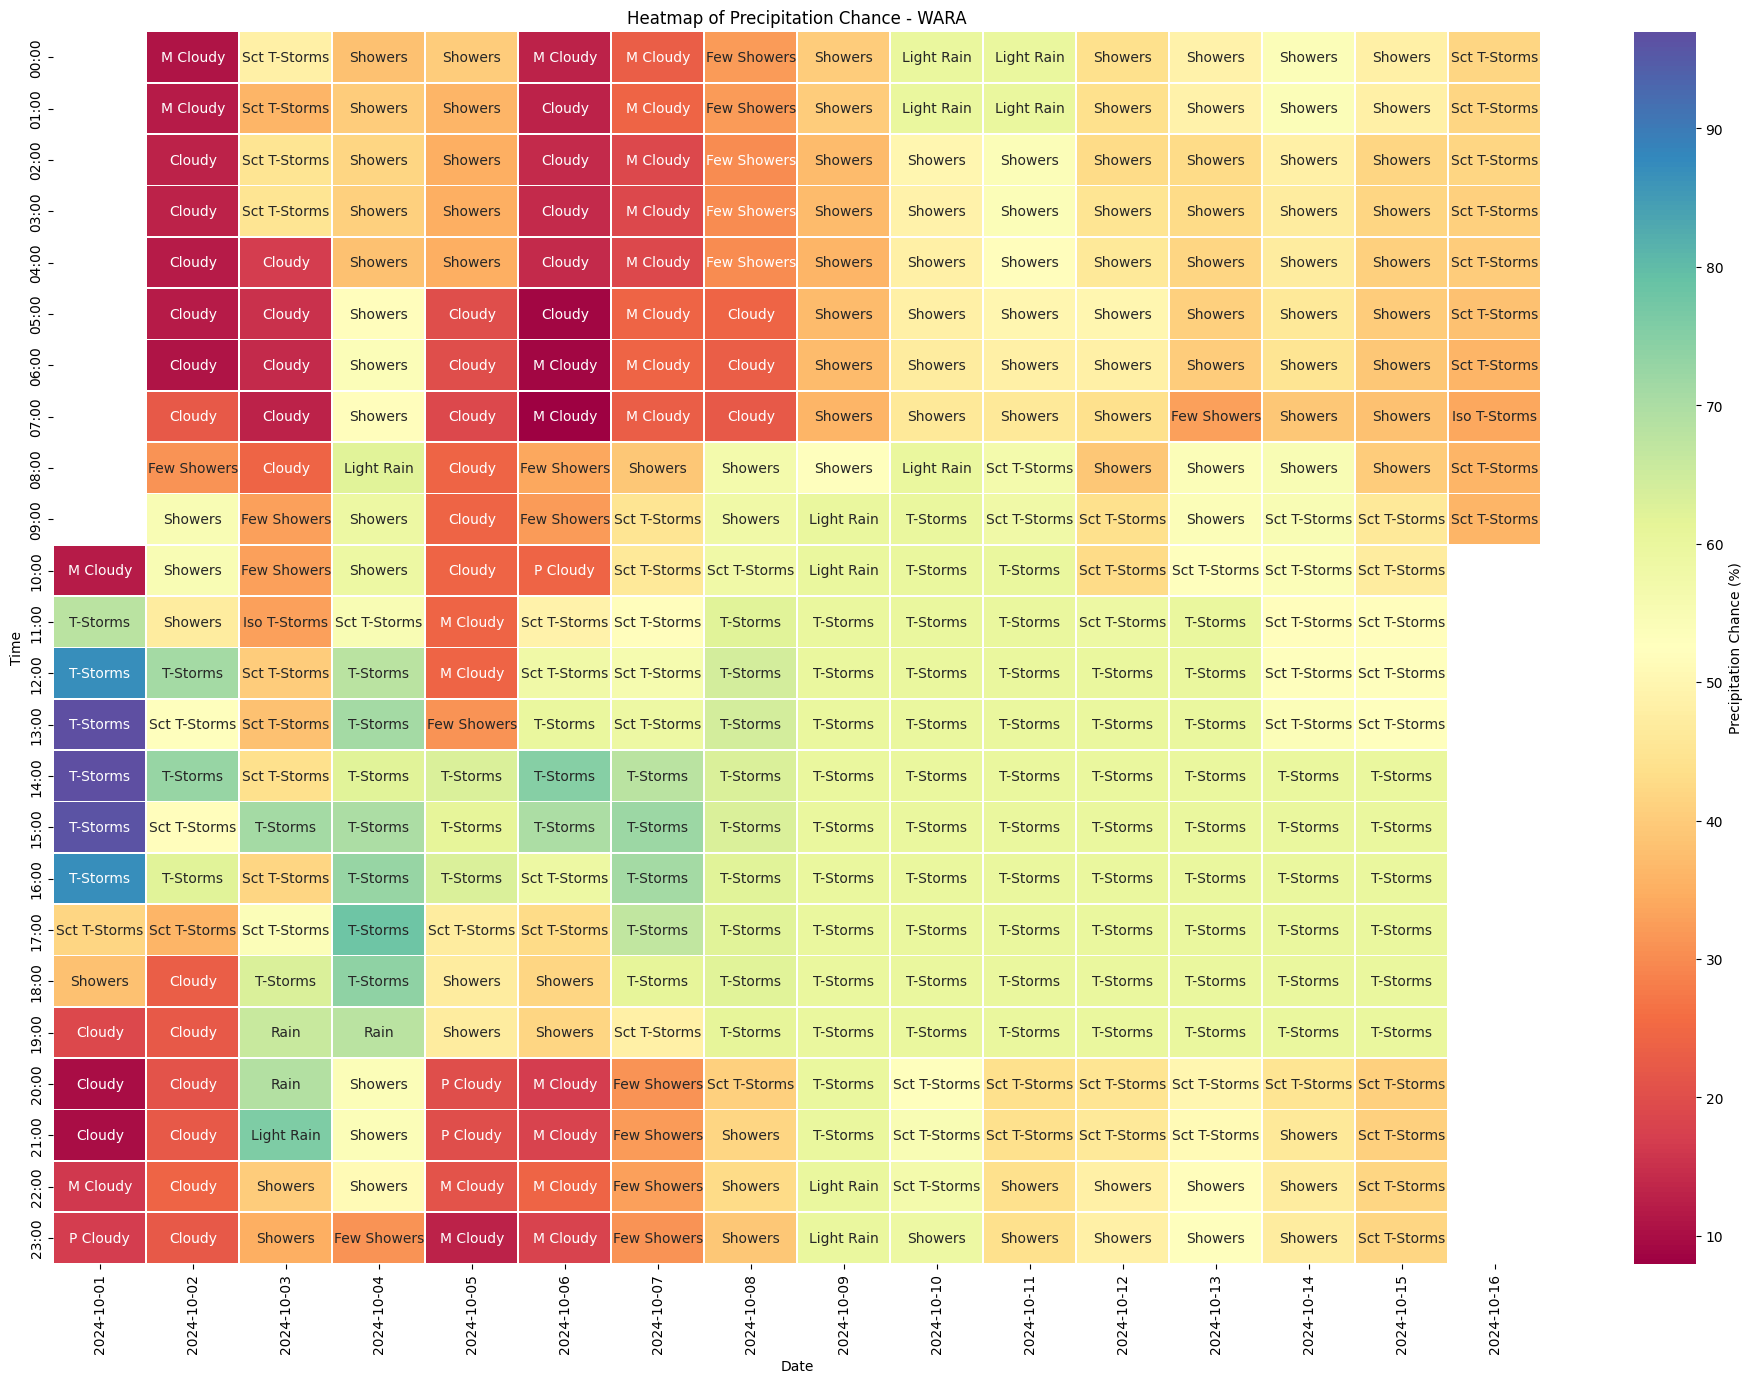 Heatmap of Precipitation Chance - WARA
00:00 M Cloudy Sct T-Storms Showers Showers M Cloudy M Cloudy Few Showers Showers Light Rain Light Rain Showers Showers Showers Showers Sct T-Storms
01:00 M Cloudy Sct T-Storms Showers Showers Cloudy M Cloudy Few Showers Showers Light Rain Light Rain Showers Showers Showers Showers Sct T-Storms
02:00 Cloudy Sct T-Storms Showers Showers Cloudy M Cloudy Few Showers Showers Showers Showers Showers Showers Showers Showers Sct T-Storms
03:00 Cloudy Sct T-Storms Showers Showers Cloudy M Cloudy Few Showers Showers Showers Showers Showers Showers Showers Showers Sct T-Storms
04:00 Cloudy Cloudy Showers Showers Cloudy M Cloudy Few Showers Showers Showers Showers Showers Showers Showers Showers Sct T-Storms
05:00 Cloudy Cloudy Showers Cloudy Cloudy M Cloudy Cloudy Showers Showers Showers Showers Showers Showers Showers Sct T-Storms
06:00 Cloudy Cloudy Showers Cloudy M Cloudy M Cloudy Cloudy Showers Showers Showers Showers Showers Showers Showers Sct T-Storms
07:00 Cloudy Cloudy Showers Cloudy M Cloudy M Cloudy Cloudy Showers Showers Showers Showers Few Showers Showers Showers Iso T-Storms
08:00 Few Showers Cloudy Light Rain Cloudy Few Showers Showers Showers Showers Light Rain Sct T-Storms Showers Showers Showers Showers Sct T-Storms
09:00 Showers Few Showers Showers Cloudy Few Showers Sct T-Storms Showers Light Rain T-Storms Sct T-Storms Sct T-Storms Showers Sct T-Storms Sct T-Storms Sct T-Storms
10:00 M Cloudy Showers Few Showers Showers Cloudy P Cloudy Sct T-Storms Sct T-Storms Light Rain T-Storms T-Storms Sct T-Storms Sct T-Storms Sct T-Storms Sct T-Storms
11:00 T-Storms Showers Iso T-Storms Sct T-Storms M Cloudy Sct T-Storms Sct T-Storms T-Storms T-Storms T-Storms T-Storms Sct T-Storms T-Storms Sct T-Storms Sct T-Storms
12:00 T-Storms T-Storms Sct T-Storms T-Storms M Cloudy Sct T-Storms Sct T-Storms T-Storms T-Storms T-Storms T-Storms T-Storms T-Storms Sct T-Storms Sct T-Storms
13:00 T-Storms Sct T-Storms Sct T-Storms T-Storms Few Showers T-Storms Sct T-Storms T-Storms T-Storms T-Storms T-Storms T-Storms T-Storms Sct T-Storms Sct T-Storms
14:00 T-Storms T-Storms Sct T-Storms T-Storms T-Storms T-Storms T-Storms T-Storms T-Storms T-Storms T-Storms T-Storms T-Storms T-Storms T-Storms
15:00 T-Storms Sct T-Storms T-Storms T-Storms T-Storms T-Storms T-Storms T-Storms T-Storms T-Storms T-Storms T-Storms T-Storms T-Storms T-Storms
16:00 T-Storms T-Storms Sct T-Storms T-Storms T-Storms Sct T-Storms T-Storms T-Storms T-Storms T-Storms T-Storms T-Storms T-Storms T-Storms T-Storms
17:00 Sct T-Storms Sct T-Storms Sct T-Storms T-Storms Sct T-Storms Sct T-Storms T-Storms T-Storms T-Storms T-Storms T-Storms T-Storms T-Storms T-Storms T-Storms
18:00 Showers Cloudy T-Storms T-Storms Showers Showers T-Storms T-Storms T-Storms T-Storms T-Storms T-Storms T-Storms T-Storms T-Storms
19:00 Cloudy Cloudy Rain Rain Showers Showers Sct T-Storms T-Storms T-Storms T-Storms T-Storms T-Storms T-Storms T-Storms T-Storms
20:00 Cloudy Cloudy Rain Showers P Cloudy M Cloudy Few Showers Sct T-Storms T-Storms Sct T-Storms Sct T-Storms Sct T-Storms Sct T-Storms Sct T-Storms Sct T-Storms
21:00 Cloudy Cloudy Light Rain Showers P Cloudy M Cloudy Few Showers Showers T-Storms Sct T-Storms Sct T-Storms Sct T-Storms Sct T-Storms Showers Sct T-Storms
22:00 M Cloudy Cloudy Showers Showers M Cloudy M Cloudy Few Showers Showers Light Rain Sct T-Storms Showers Showers Showers Showers Sct T-Storms
23:00 P Cloudy Cloudy Showers Few Showers M Cloudy M Cloudy Few Showers Showers Light Rain Showers Showers Showers Showers Showers Sct T-Storms
Time
2024-10-01 2024-10-02 2024-10-03 2024-10-04 2024-10-05 2024-10-06 2024-10-07 2024-10-08 2024-10-09 2024-10-10 2024-10-11 2024-10-12 2024-10-13 2024-10-14 2024-10-15 2024-10-16
Date
90
80
70
60
50
40
30
20
10
Precipitation Chance (%)